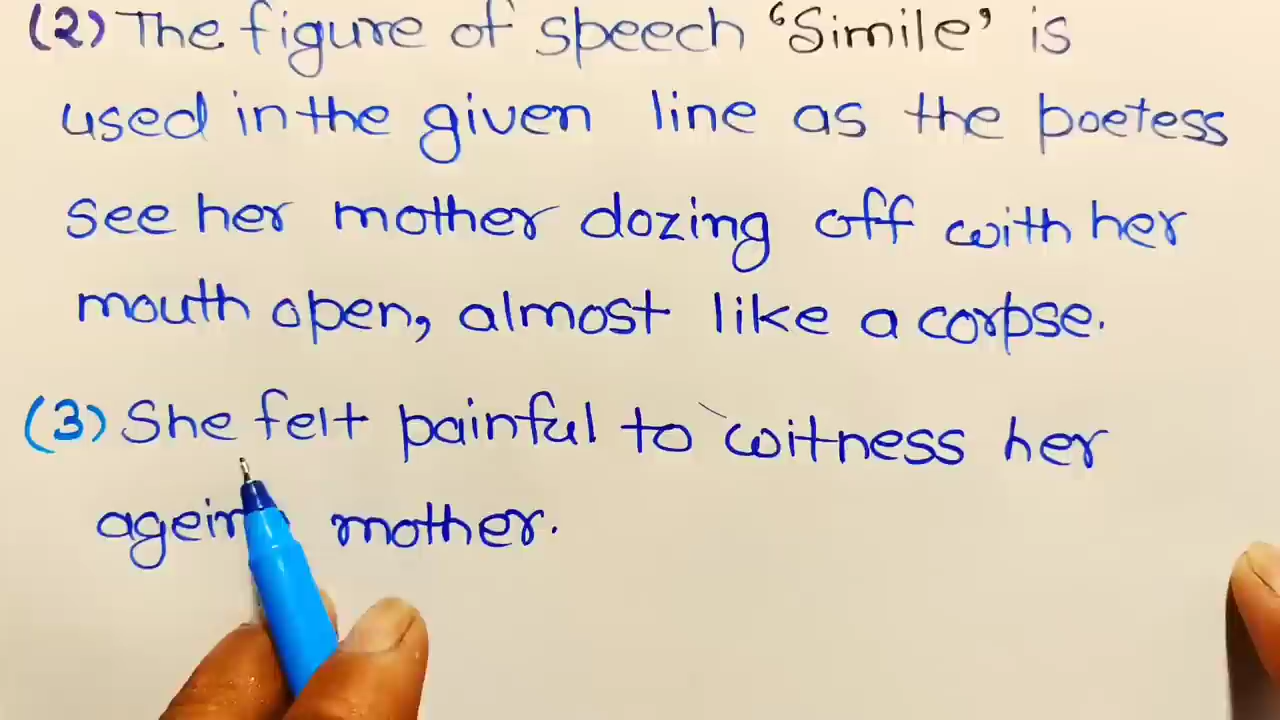 (2) The figure of speech 'Simile' is
used in the given line as the poetess
see her mother dozing off with her
mouth open, almost like a corpse.
(3) She felt painful to witness her
mother.